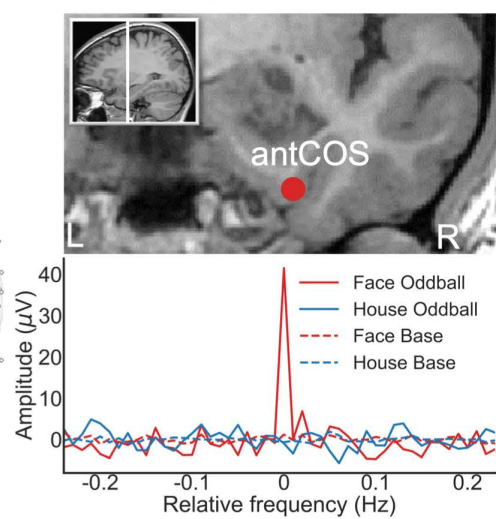 antCOS
L
R
40
30
20
10
0
Amplitude (μV)
Face Oddball
House Oddball
Face Base
House Base
-0.2
-0.1
0
0.1
0.2
Relative frequency (Hz)